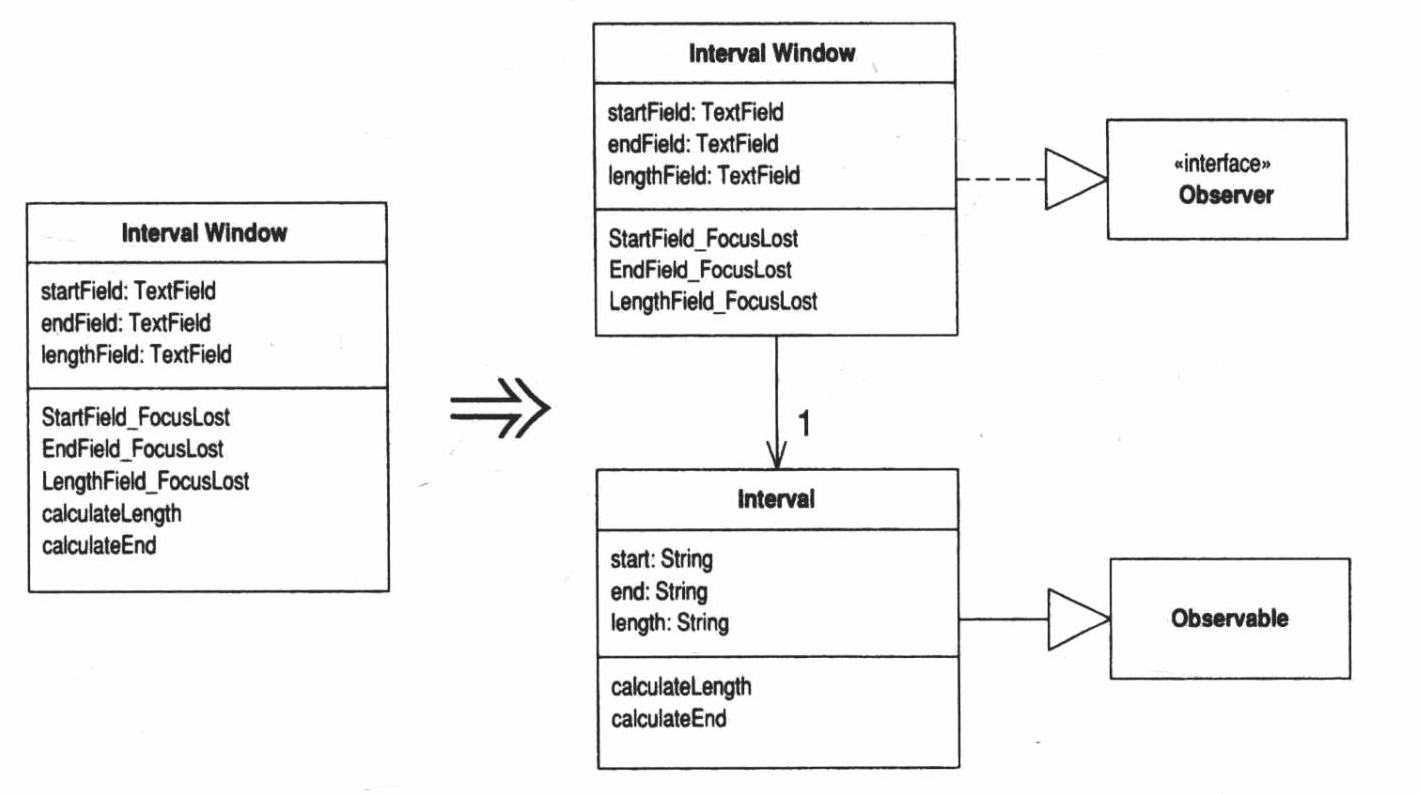 Interval Window
startField: TextField
endField: TextField
lengthField: TextField
StartField_FocusLost
EndField_FocusLost
LengthField_FocusLost
calculateLength
calculateEnd
Interval Window
startField: TextField
endField: TextField
lengthField: TextField
StartField_FocusLost
EndField_FocusLost
LengthField_FocusLost
«interface»
Observer
1
Interval
start: String
end: String
length: String
calculateLength
calculateEnd
Observable